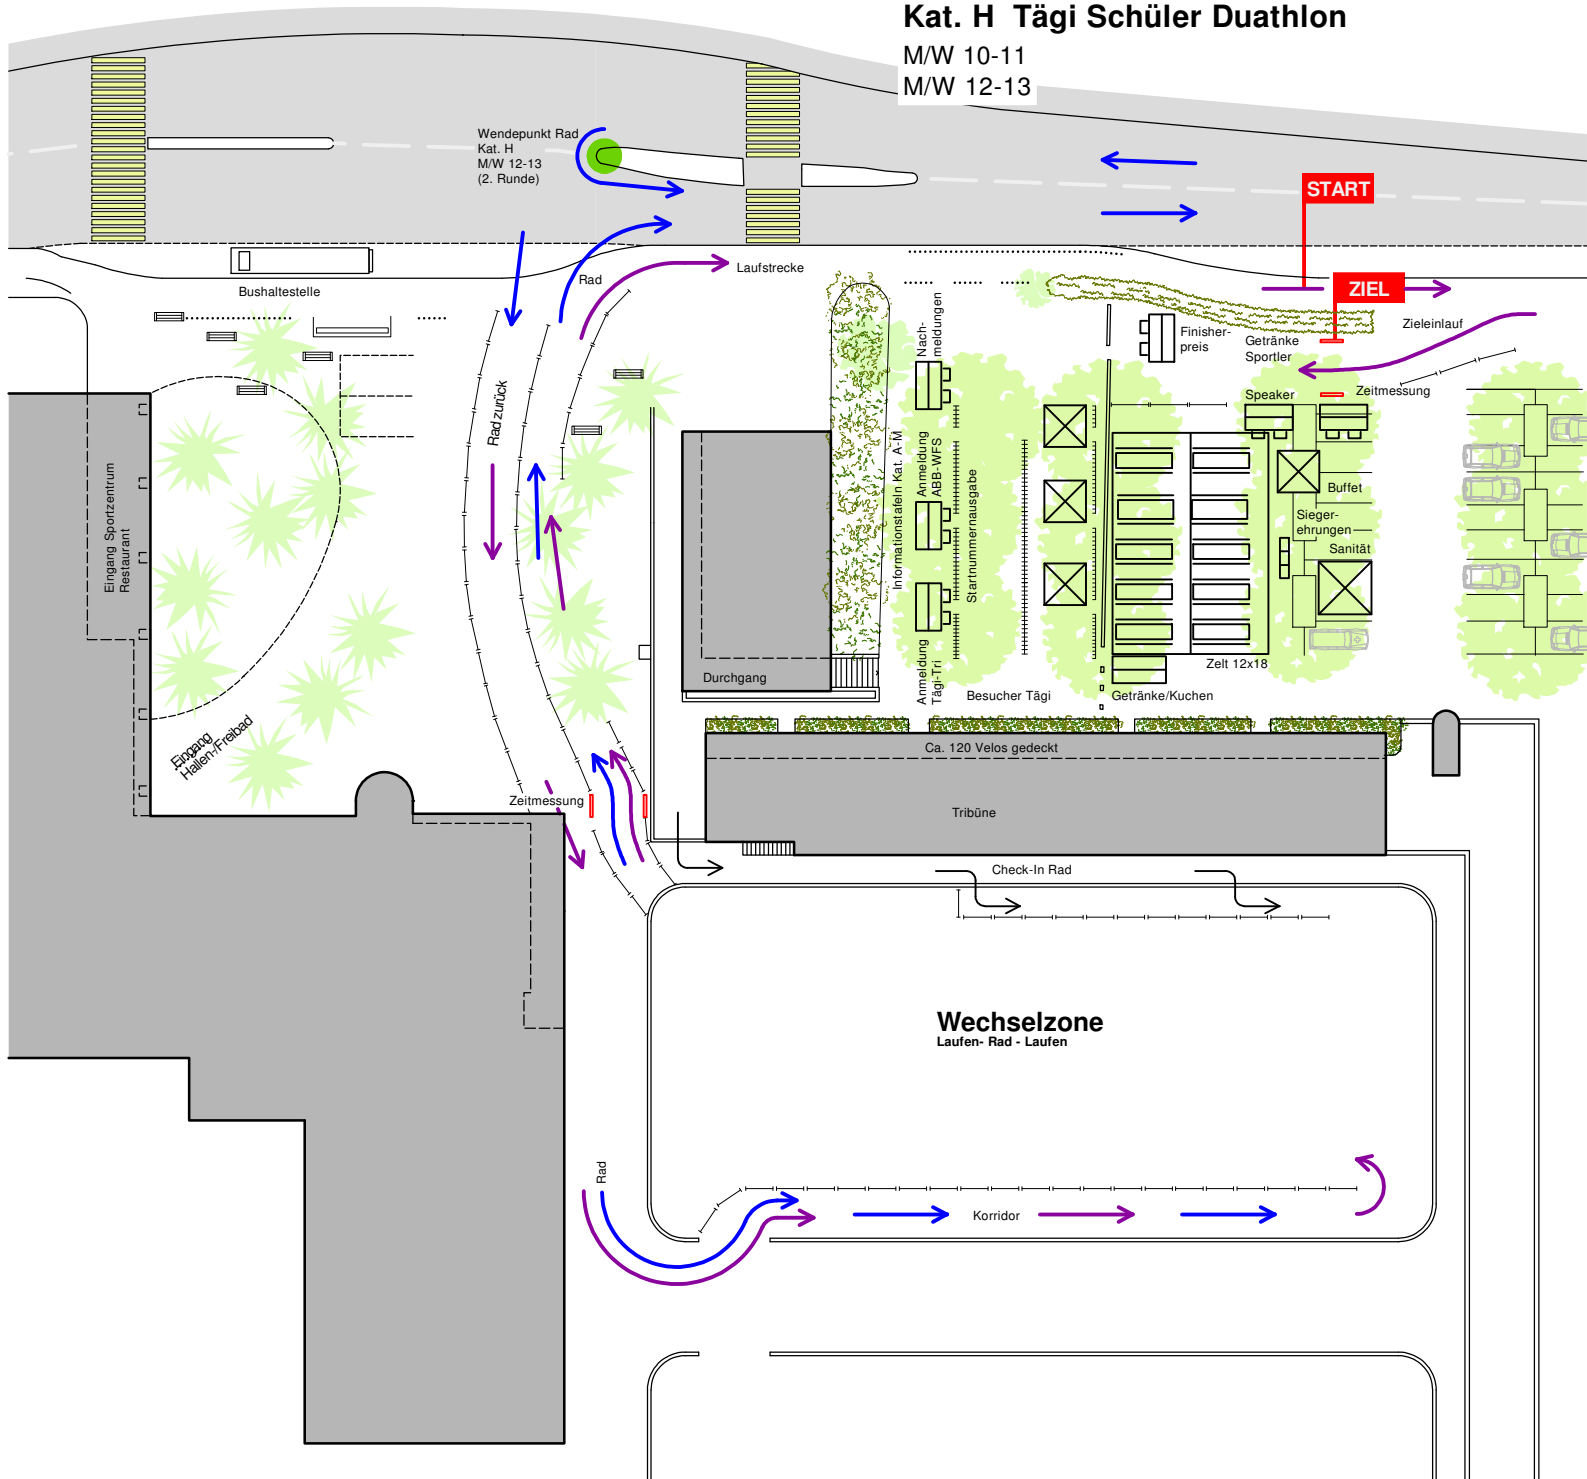 Kat. H  Tägi Schüler Duathlon
M/W 10-11
M/W 12-13
Wendepunkt Rad
Kat. H
M/W 12-13
(2. Runde)
START
ZIEL
Rad
Laufstrecke
Bushaltestelle
Nach-
meldungen
Finisher-
preis
Getränke
Sportler
Zieleinlauf
Zeitmessung
Speaker
Rad zurück
Eingang Sportzentrum
Restaurant
Informationstafeln Kat. A-M
Anmeldung
ABB-WFS
Startnummernausgabe
Buffet
Sieger-
ehrungen
Sanität
Durchgang
Anmeldung
Tägi-Tri
Besucher Tägi
Getränke/Kuchen
Zelt 12x18
Eingang
Hallen-/Freibad
Ca. 120 Velos gedeckt
Zeitmessung
Tribüne
Check-In Rad
Wechselzone
Laufen- Rad - Laufen
Rad
Korridor